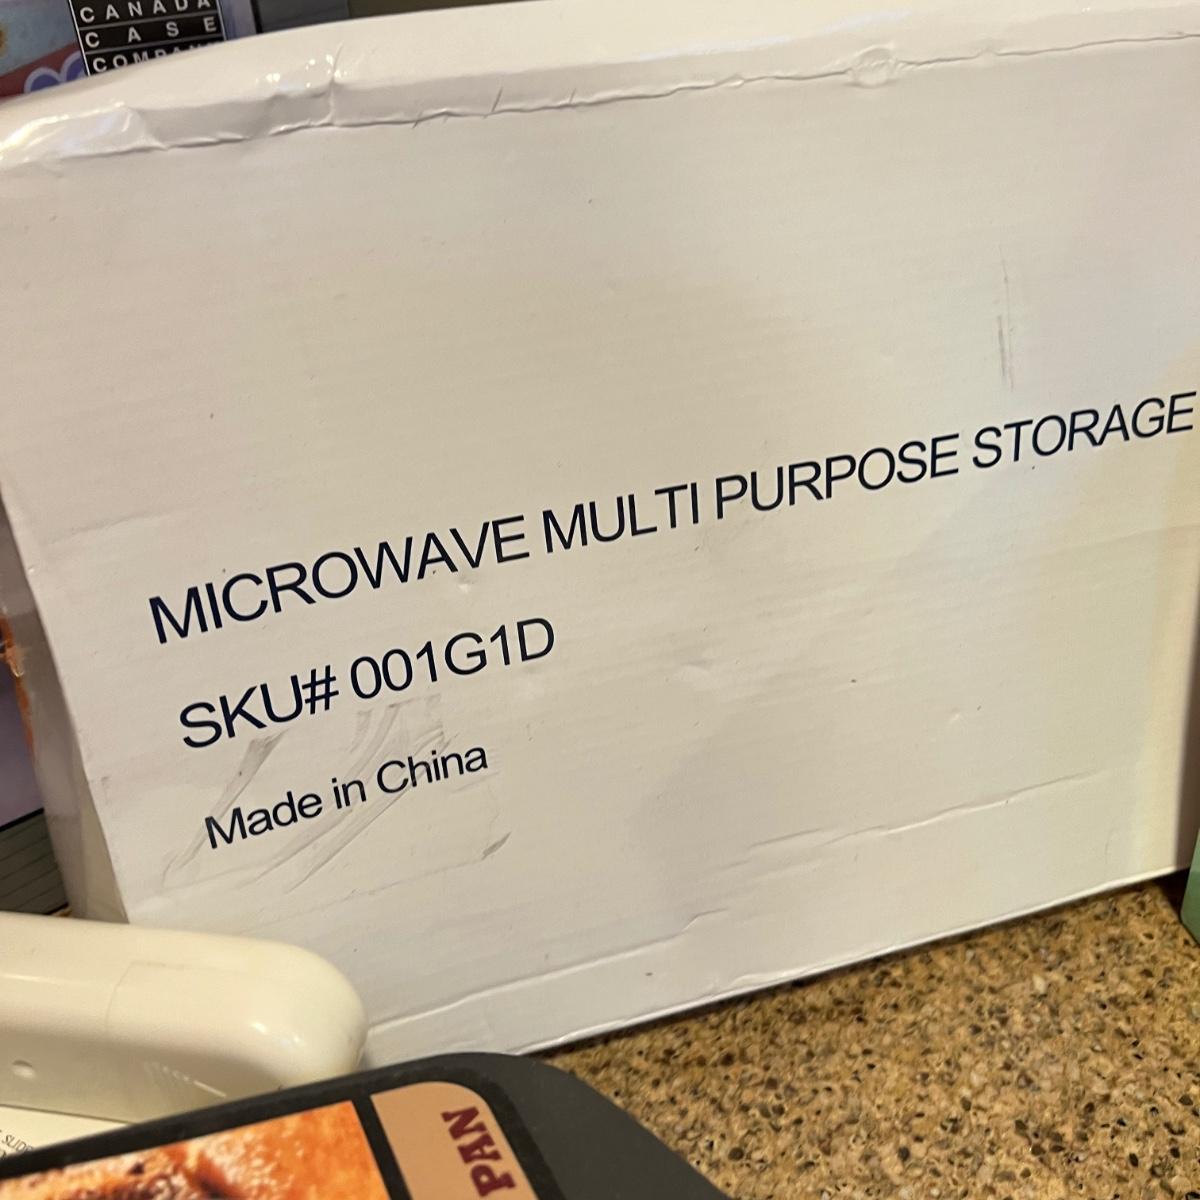 CANADA
CASE
MICROWAVE MULTI PURPOSE STORAGE
SKU# 001G1D
Made in China
PAN